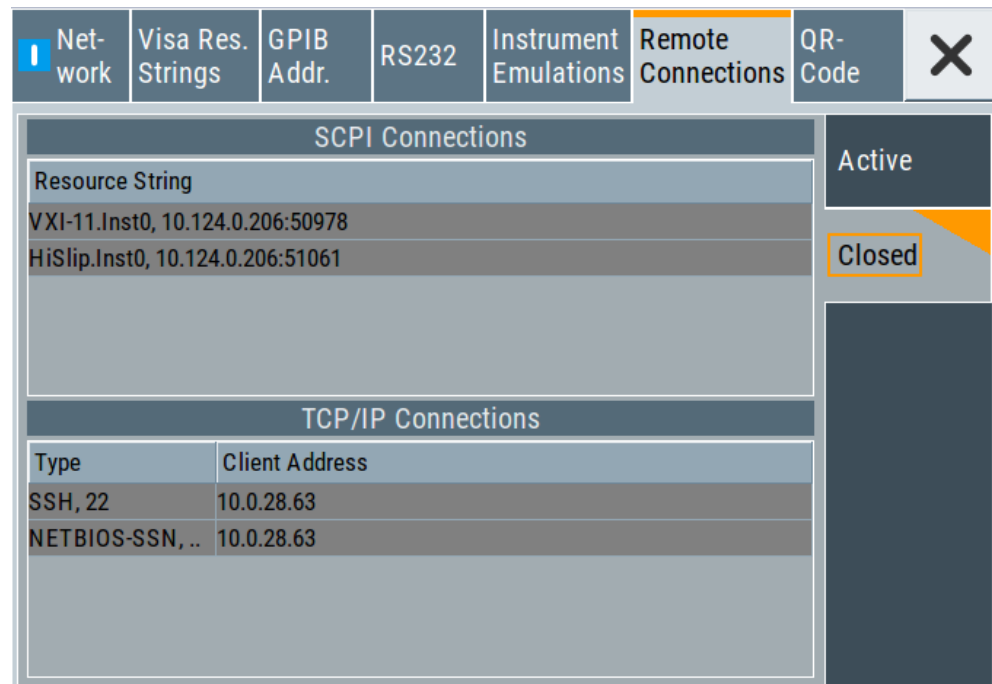 Net-
work
Visa Res.
Strings
GPIB
Addr.
RS232
Instrument
Emulations
Remote
Connections
QR-
Code
SCPI Connections
Resource String
VXI-11.Inst0, 10.124.0.206:50978
HiSlip.Inst0, 10.124.0.206:51061
TCP/IP Connections
Type Client Address
SSH, 22 10.0.28.63
NETBIOS-SSN, .. 10.0.28.63
Active
Closed